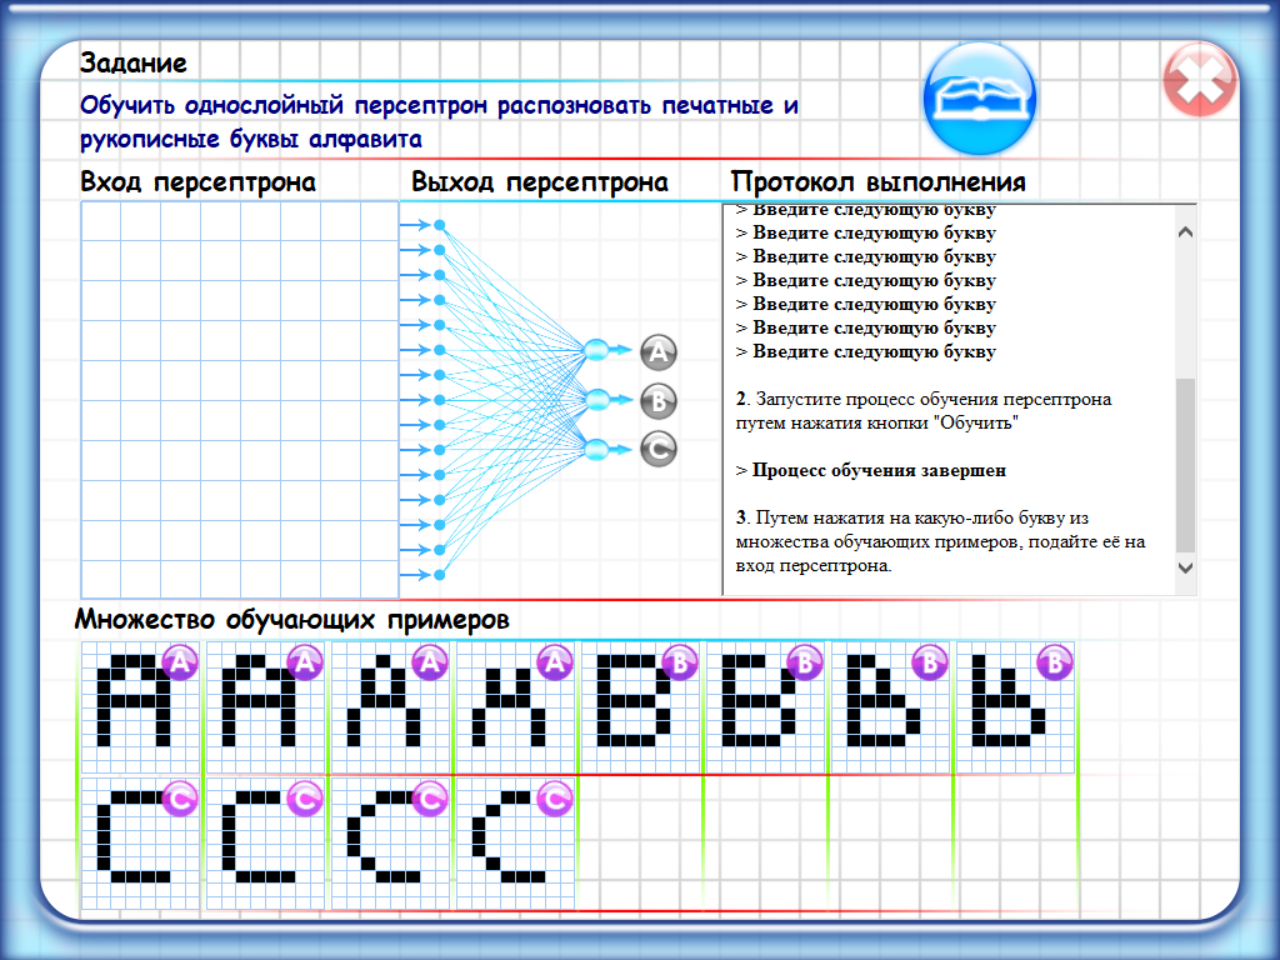 Задание
Обучить однослойный персептрон распозновать печатные и
рукописные буквы алфавита
Вход персептрона
Выход персептрона
Протокол выполнения
A
B
C
> Введите следующую букву
> Введите следующую букву
> Введите следующую букву
> Введите следующую букву
> Введите следующую букву
> Введите следующую букву
> Введите следующую букву
2. Запустите процесс обучения персептрона
путем нажатия кнопки "Обучить"
> Процесс обучения завершен
3. Путем нажатия на какую-либо букву из
множества обучающих примеров, подайте её на
вход персептрона.
Множество обучающих примеров
A A A A B B B B
C C C C